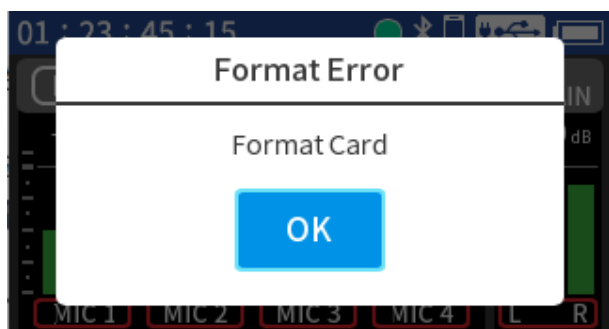 01 : 23 : 45 : 15
Format Error
IN
dB
Format Card
OK
MIC 1 MIC 2 MIC 3 MIC 4 L R